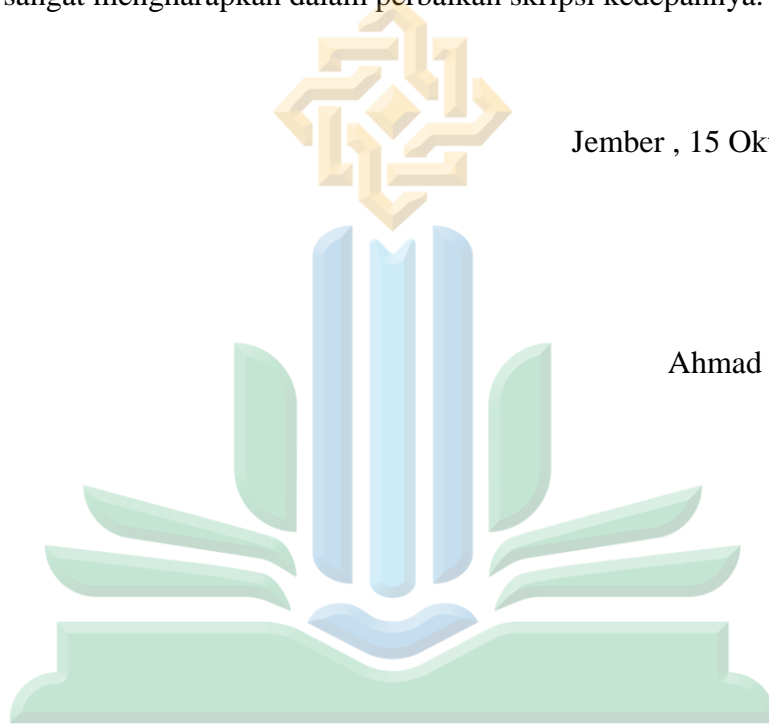 sangat mengharapkan dalam perbaikan skripsi kedepannya.
Jember , 15 Ok
Ahmad